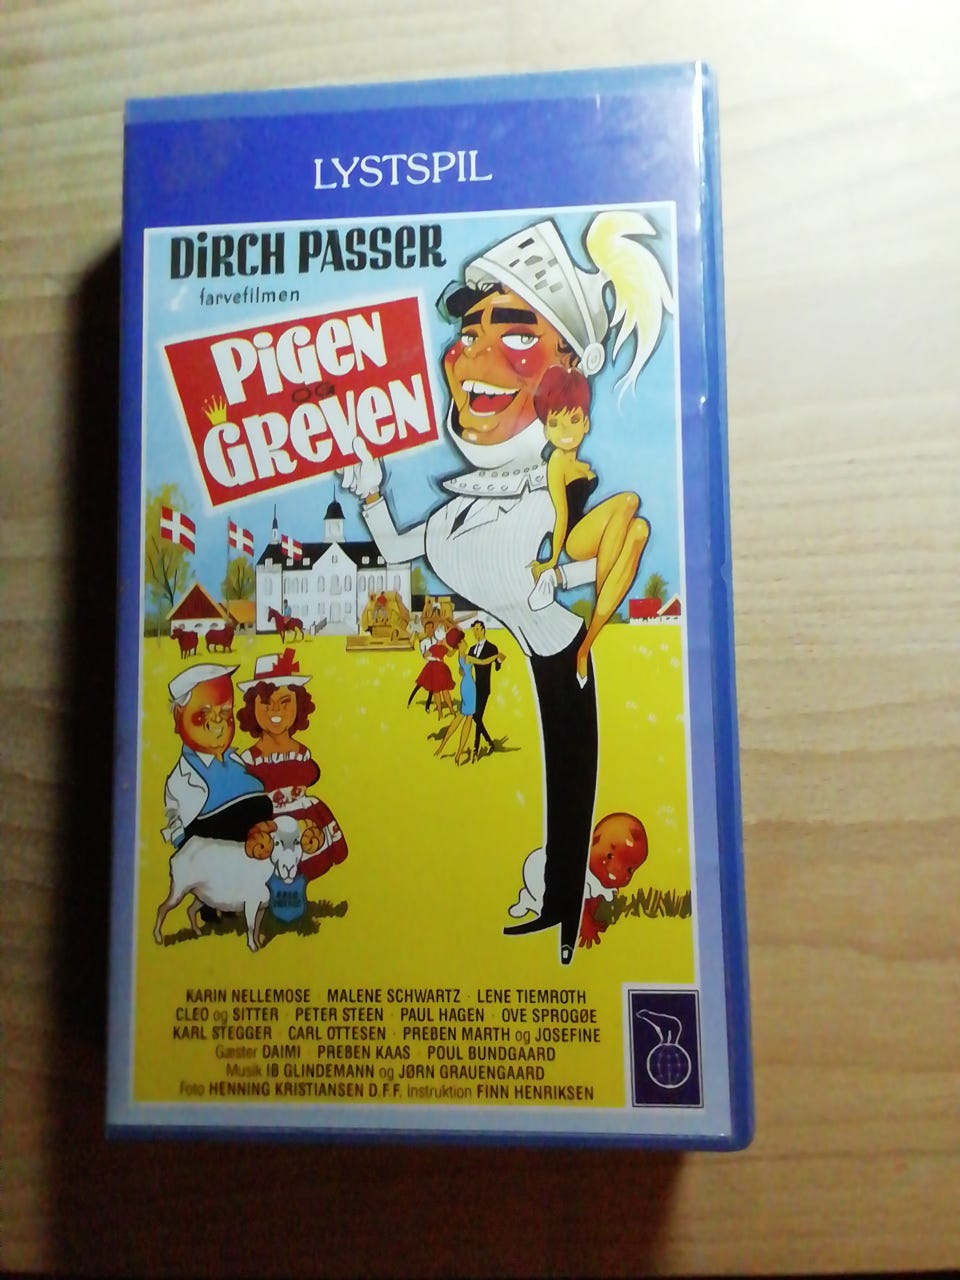 LYSTSPIL
DiRCH PASSER
farvefilmen
PiGEN
OG
GREVEN
KARIN NELLEMOSE · MALENE SCHWARTZ · LENE TIEMROTH
CLEO og SITTER · PETER STEEN · PAUL HAGEN · OVE SPROGØE
KARL STEGGER · CARL OTTESEN · PREBEN MARTH og JOSEFINE
Gæster DAIMI · PREBEN KAAS · POUL BUNDGAARD
Musik IB GLINDEMANN og JØRN GRAUENGAARD
Foto HENNING KRISTIANSEN D.F.F. Instruktion FINN HENRIKSEN